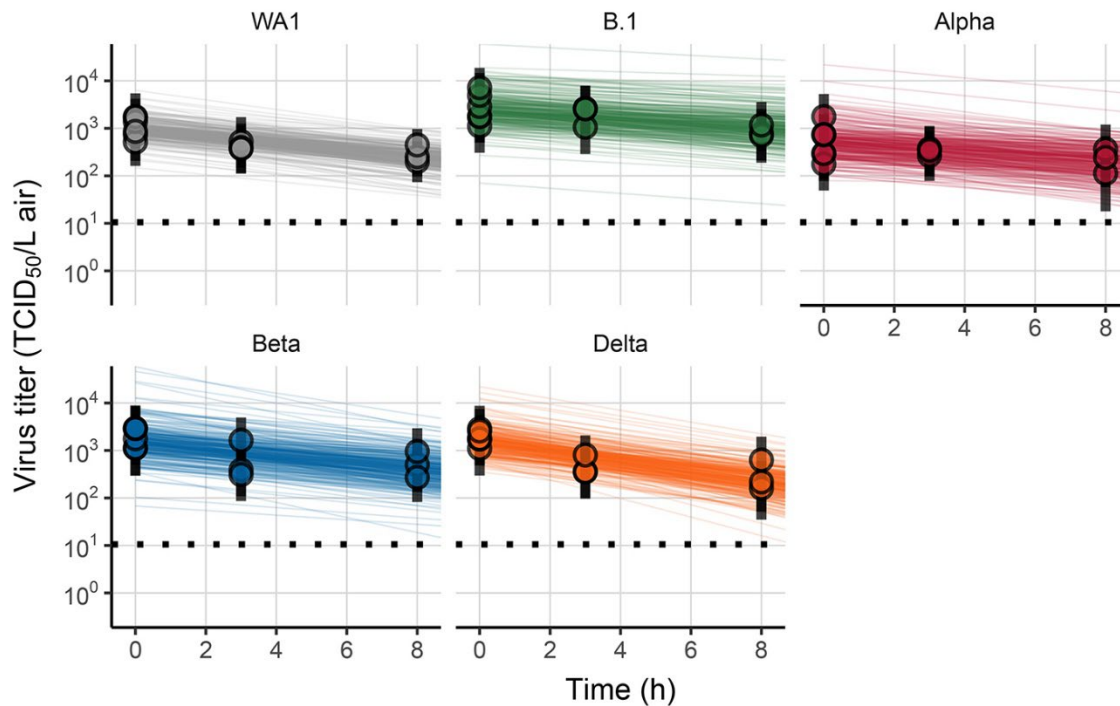 WA1 B.1 Alpha
10⁴
10³
10²
10¹
10⁰
0 2 4 6 8
Beta Delta
10⁴
10³
10²
10¹
10⁰
0 2 4 6 8 0 2 4 6 8
Time (h)
Virus titer (TCID₅₀/L air)